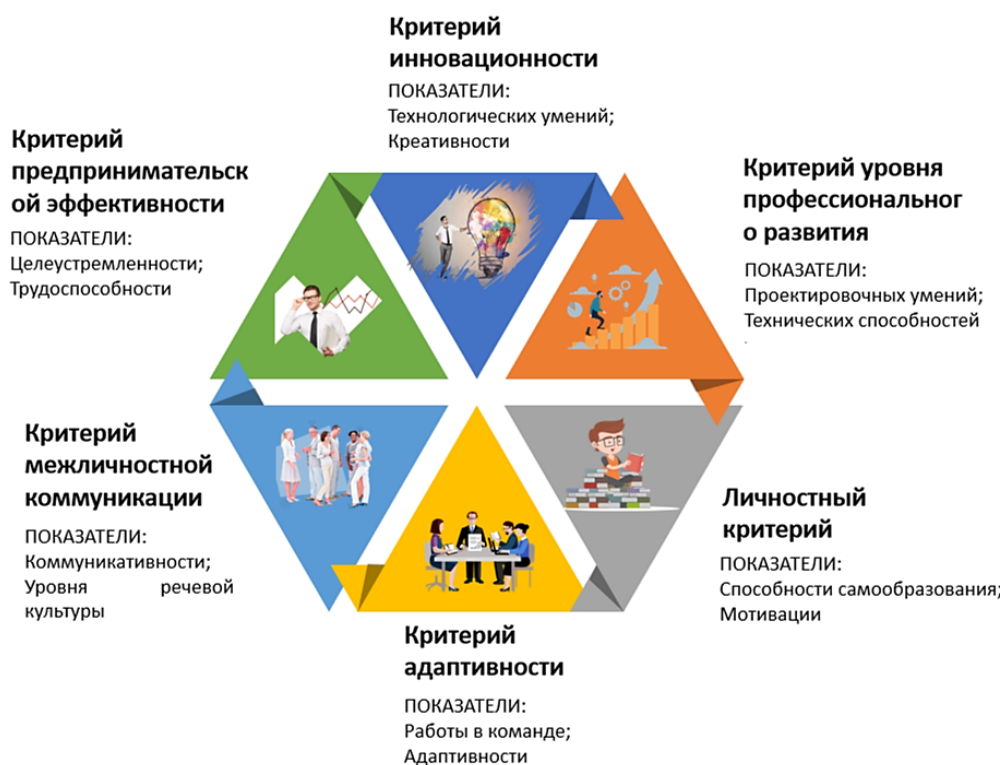 Критерий
инновационности
ПОКАЗАТЕЛИ:
Технологических умений;
Креативности
Критерий
предпринимательск
ой эффективности
ПОКАЗАТЕЛИ:
Целеустремленности;
Трудоспособности
Критерий уровня
профессиональног
о развития
ПОКАЗАТЕЛИ:
Проектировочных умений;
Технических способностей
Критерий
межличностной
коммуникации
ПОКАЗАТЕЛИ:
Коммуникативности;
Уровня речевой
культуры
Личностный
критерий
ПОКАЗАТЕЛИ:
Способности самообразования;
Мотивации
Критерий
адаптивности
ПОКАЗАТЕЛИ:
Работы в команде;
Адаптивности